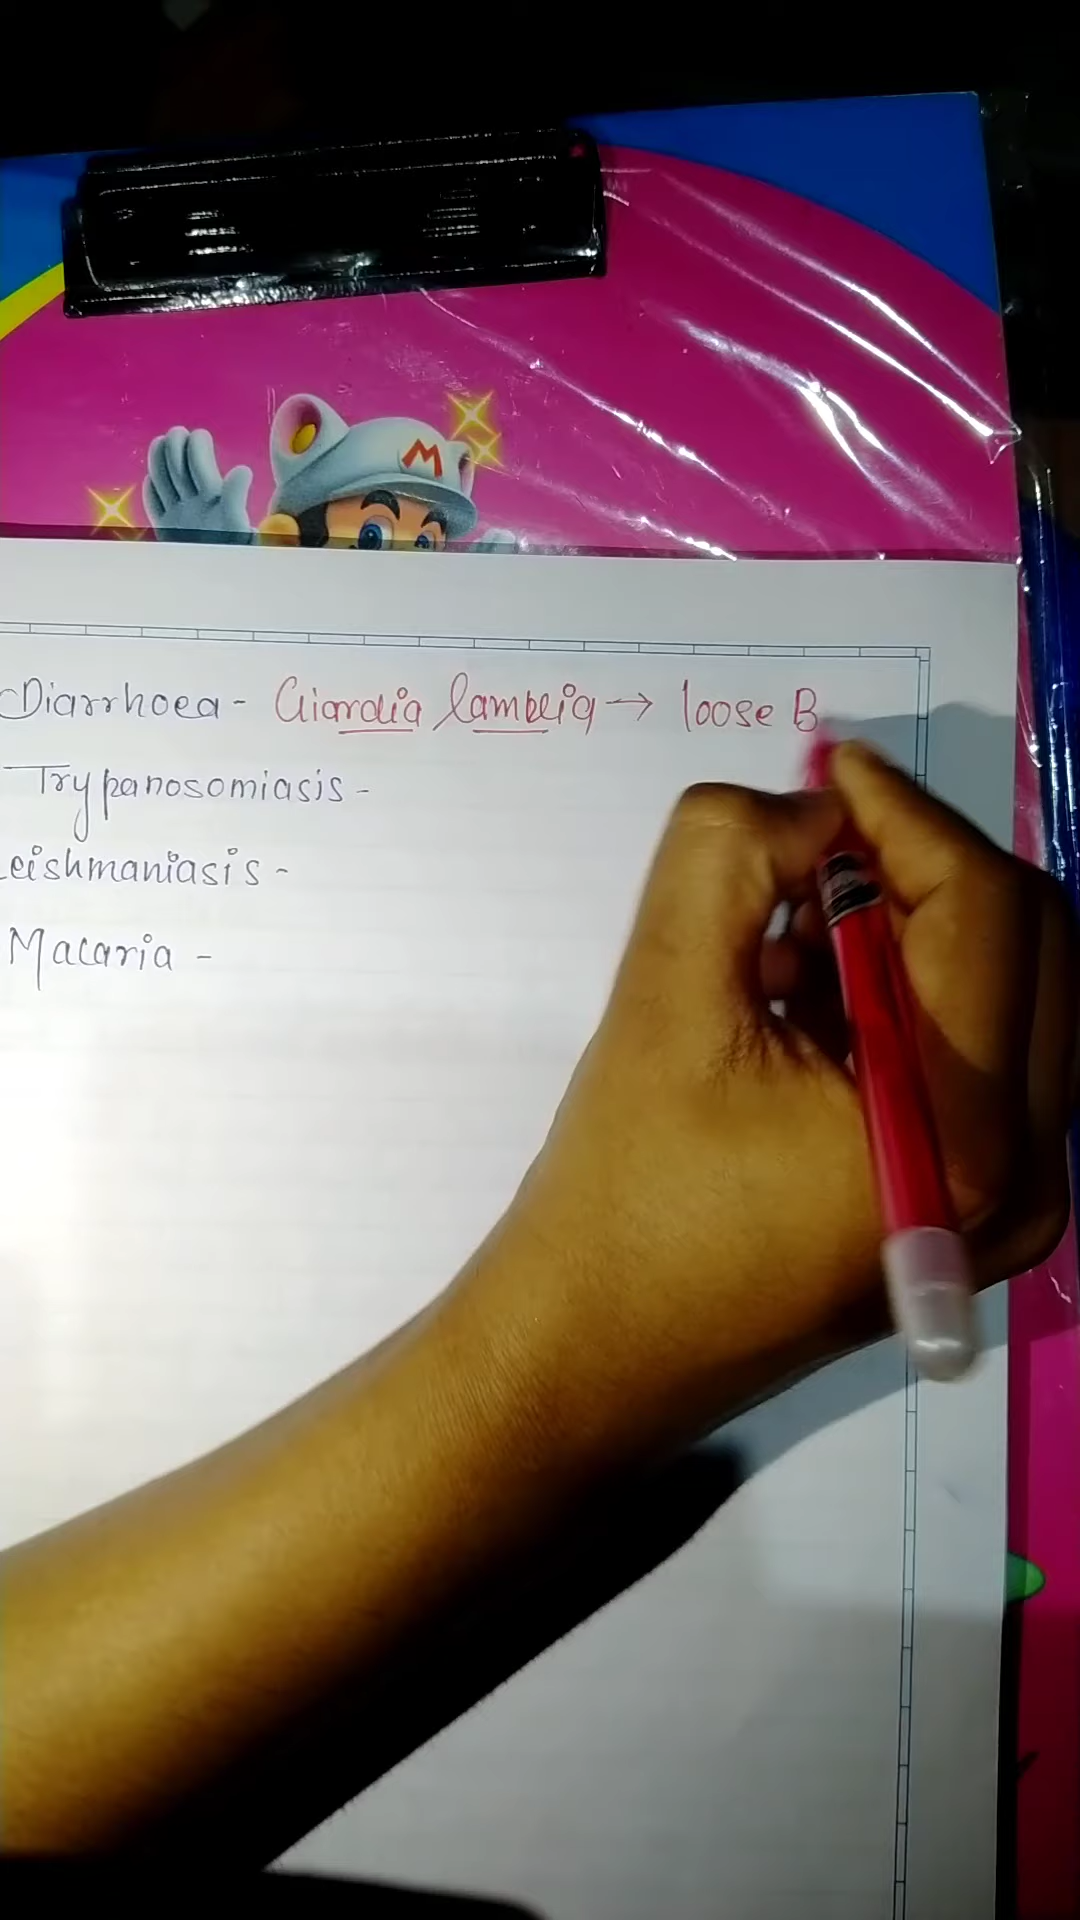 Diarrhoea - Giardia lamblia → loose B
Trypanosomiasis -
eishmaniasis -
Malaria -
M